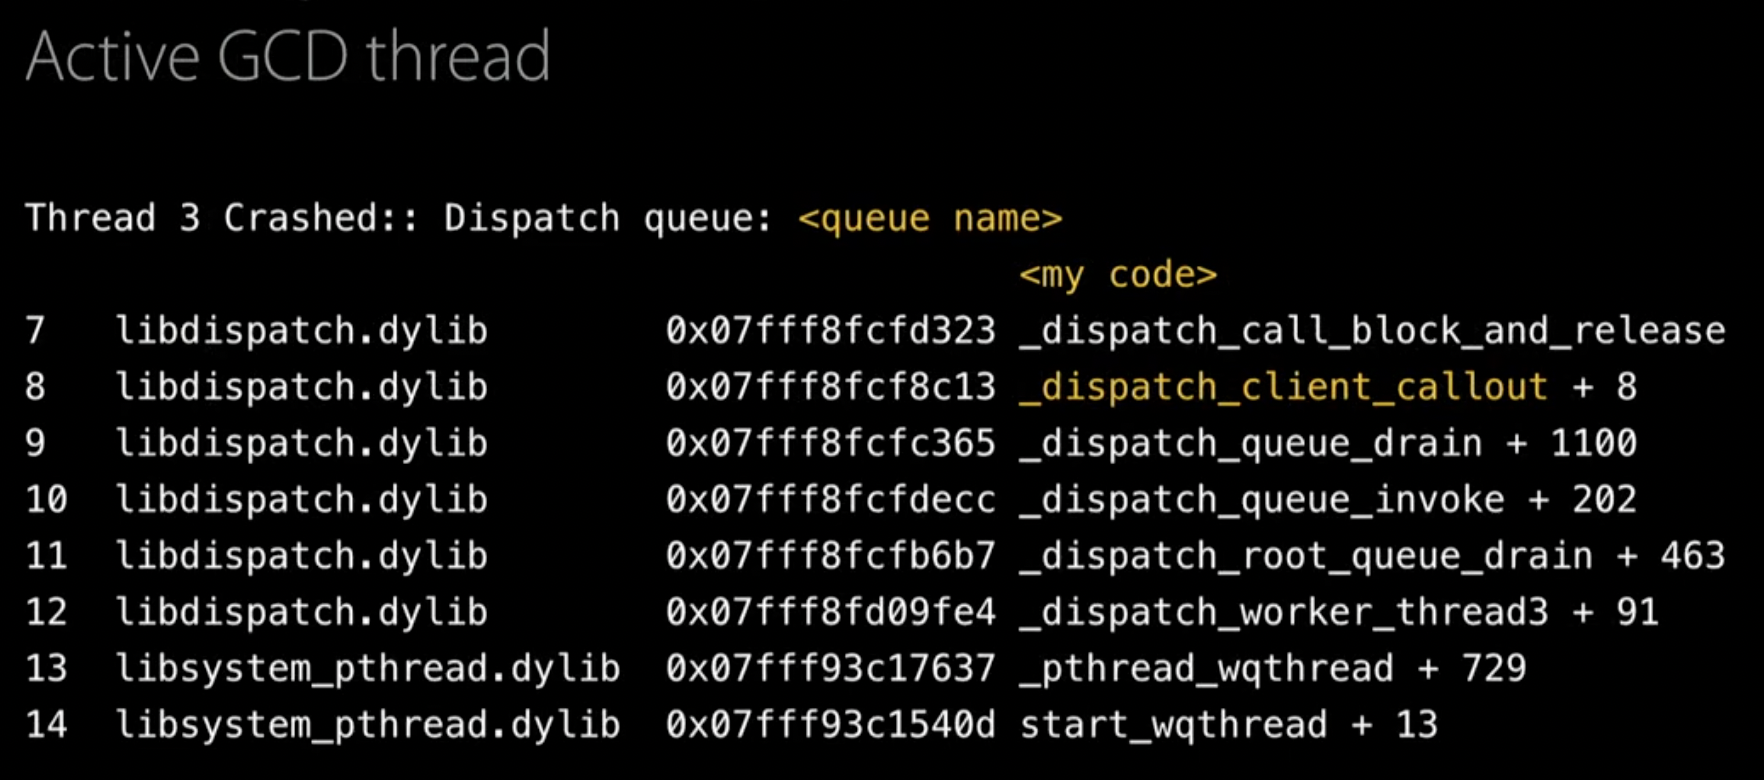 Active GCD thread
Thread 3 Crashed:: Dispatch queue: <queue name>
<my code>
7 libdispatch.dylib 0x07fff8fcfd323 _dispatch_call_block_and_release
8 libdispatch.dylib 0x07fff8fcf8c13 _dispatch_client_callout + 8
9 libdispatch.dylib 0x07fff8fcfc365 _dispatch_queue_drain + 1100
10 libdispatch.dylib 0x07fff8fcfdecc _dispatch_queue_invoke + 202
11 libdispatch.dylib 0x07fff8fcfb6b7 _dispatch_root_queue_drain + 463
12 libdispatch.dylib 0x07fff8fd09fe4 _dispatch_worker_thread3 + 91
13 libsystem_pthread.dylib 0x07fff93c17637 _pthread_wqthread + 729
14 libsystem_pthread.dylib 0x07fff93c1540d start_wqthread + 13